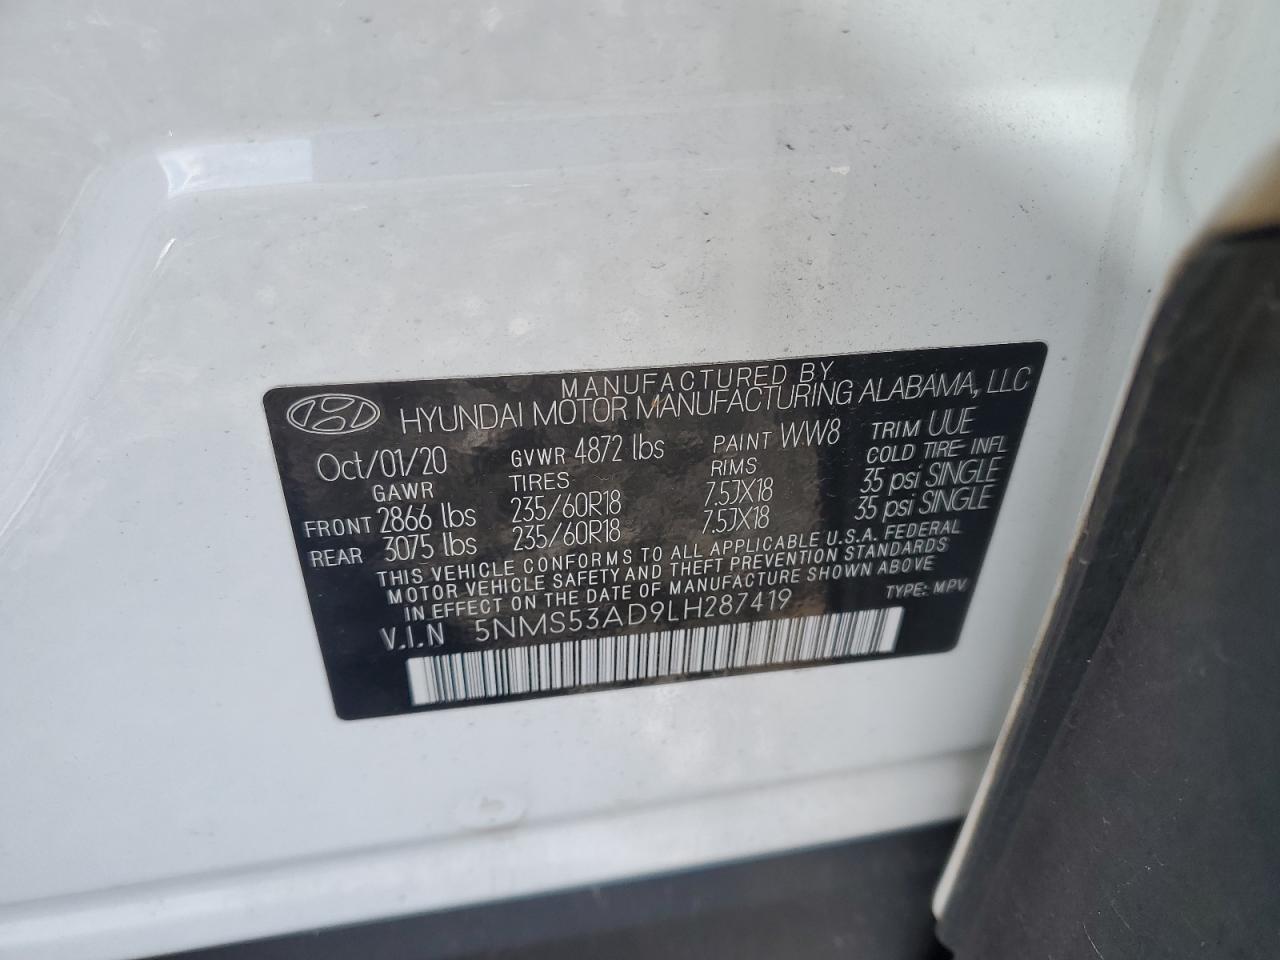 MANUFACTURED BY
HYUNDAI MOTOR MANUFACTURING ALABAMA, LLC
Oct/01/20 GVWR 4872 lbs PAINT WW8 TRIM UUE
GAWR TIRES RIMS COLD TIRE INFL
FRONT 2866 lbs 235/60R18 7.5JX18 35 psi SINGLE
REAR 3075 lbs 235/60R18 7.5JX18 35 psi SINGLE
THIS VEHICLE CONFORMS TO ALL APPLICABLE U.S.A. FEDERAL
MOTOR VEHICLE SAFETY AND THEFT PREVENTION STANDARDS
IN EFFECT ON THE DATE OF MANUFACTURE SHOWN ABOVE
V.I.N 5NMS53AD9LH287419 TYPE: MPV